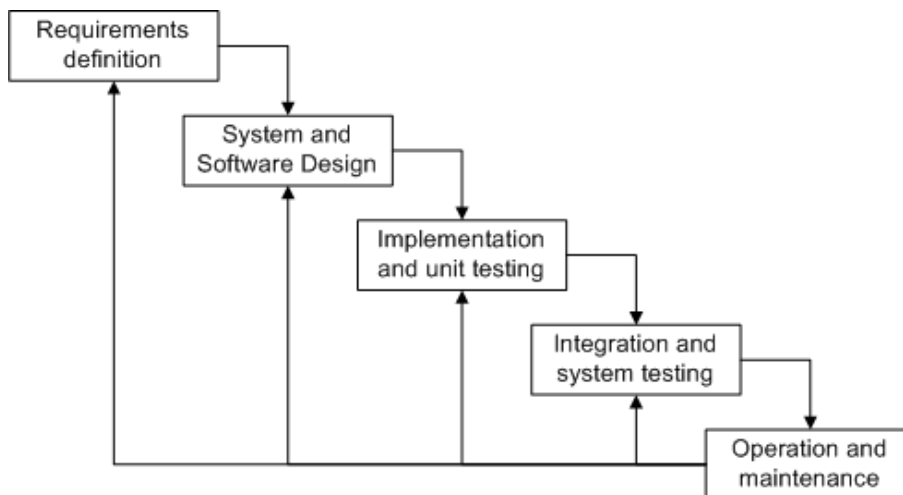 Requirements
definition
System and
Software Design
Implementation
and unit testing
Integration and
system testing
Operation and
maintenance